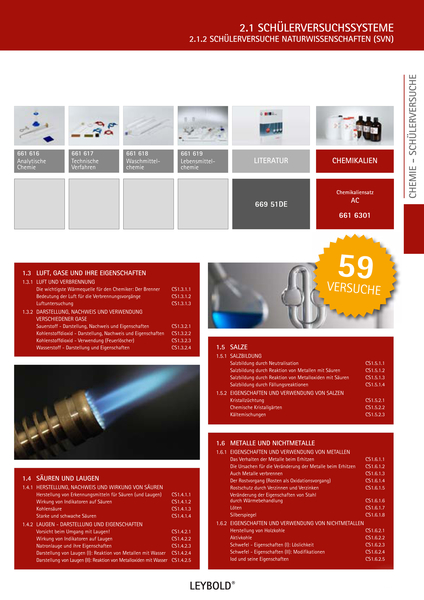 2.1 SCHÜLERVERSUCHSSYSTEME
2.1.2 SCHÜLERVERSUCHE NATURWISSENSCHAFTEN (SVN)
CHEMIE – SCHÜLERVERSUCHE
661 616
Analytische
Chemie
661 617
Technische
Verfahren
661 618
Waschmittel-
chemie
661 619
Lebensmittel-
chemie
LITERATUR
CHEMIKALIEN
669 51DE
Chemikaliensatz
AC
661 6301
59
VERSUCHE
1.3 LUFT, GASE UND IHRE EIGENSCHAFTEN
1.3.1 LUFT UND VERBRENNUNG
Die wichtigste Wärmequelle für den Chemiker: Der Brenner CS1.3.1.1
Bedeutung der Luft für die Verbrennungsvorgänge CS1.3.1.2
Luftuntersuchung CS1.3.1.3
1.3.2 DARSTELLUNG, NACHWEIS UND VERWENDUNG
VERSCHIEDENER GASE
Sauerstoff - Darstellung, Nachweis und Eigenschaften CS1.3.2.1
Kohlenstoffdioxid - Darstellung, Nachweis und Eigenschaften CS1.3.2.2
Kohlenstoffdioxid - Verwendung (Feuerlöscher) CS1.3.2.3
Wasserstoff - Darstellung und Eigenschaften CS1.3.2.4
1.4 SÄUREN UND LAUGEN
1.4.1 HERSTELLUNG, NACHWEIS UND WIRKUNG VON SÄUREN
Herstellung von Erkennungsmitteln für Säuren (und Laugen) CS1.4.1.1
Wirkung von Indikatoren auf Säuren CS1.4.1.2
Kohlensäure CS1.4.1.3
Starke und schwache Säuren CS1.4.1.4
1.4.2 LAUGEN - DARSTELLUNG UND EIGENSCHAFTEN
Vorsicht beim Umgang mit Laugen! CS1.4.2.1
Wirkung von Indikatoren auf Laugen CS1.4.2.2
Natronlauge und ihre Eigenschaften CS1.4.2.3
Darstellung von Laugen (I): Reaktion von Metallen mit Wasser CS1.4.2.4
Darstellung von Laugen (II): Reaktion von Metalloxiden mit Wasser CS1.4.2.5
1.5 SALZE
1.5.1 SALZBILDUNG
Salzbildung durch Neutralisation CS1.5.1.1
Salzbildung durch Reaktion von Metallen mit Säuren CS1.5.1.2
Salzbildung durch Reaktion von Metalloxiden mit Säuren CS1.5.1.3
Salzbildung durch Fällungsreaktionen CS1.5.1.4
1.5.2 EIGENSCHAFTEN UND VERWENDUNG VON SALZEN
Kristallzüchtung CS1.5.2.1
Chemische Kristallgärten CS1.5.2.2
Kältemischungen CS1.5.2.3
1.6 METALLE UND NICHTMETALLE
1.6.1 EIGENSCHAFTEN UND VERWENDUNG VON METALLEN
Das Verhalten der Metalle beim Erhitzen CS1.6.1.1
Die Ursachen für die Veränderung der Metalle beim Erhitzen CS1.6.1.2
Auch Metalle verbrennen CS1.6.1.3
Der Rostvorgang (Rosten als Oxidationsvorgang) CS1.6.1.4
Rostschutz durch Verzinnen und Verzinken CS1.6.1.5
Veränderung der Eigenschaften von Stahl
durch Wärmebehandlung CS1.6.1.6
Löten CS1.6.1.7
Silberspiegel CS1.6.1.8
1.6.2 EIGENSCHAFTEN UND VERWENDUNG VON NICHTMETALLEN
Herstellung von Holzkohle CS1.6.2.1
Aktivkohle CS1.6.2.2
Schwefel - Eigenschaften (I): Löslichkeit CS1.6.2.3
Schwefel - Eigenschaften (II): Modifikationen CS1.6.2.4
Iod und seine Eigenschaften CS1.6.2.5
LEYBOLD®